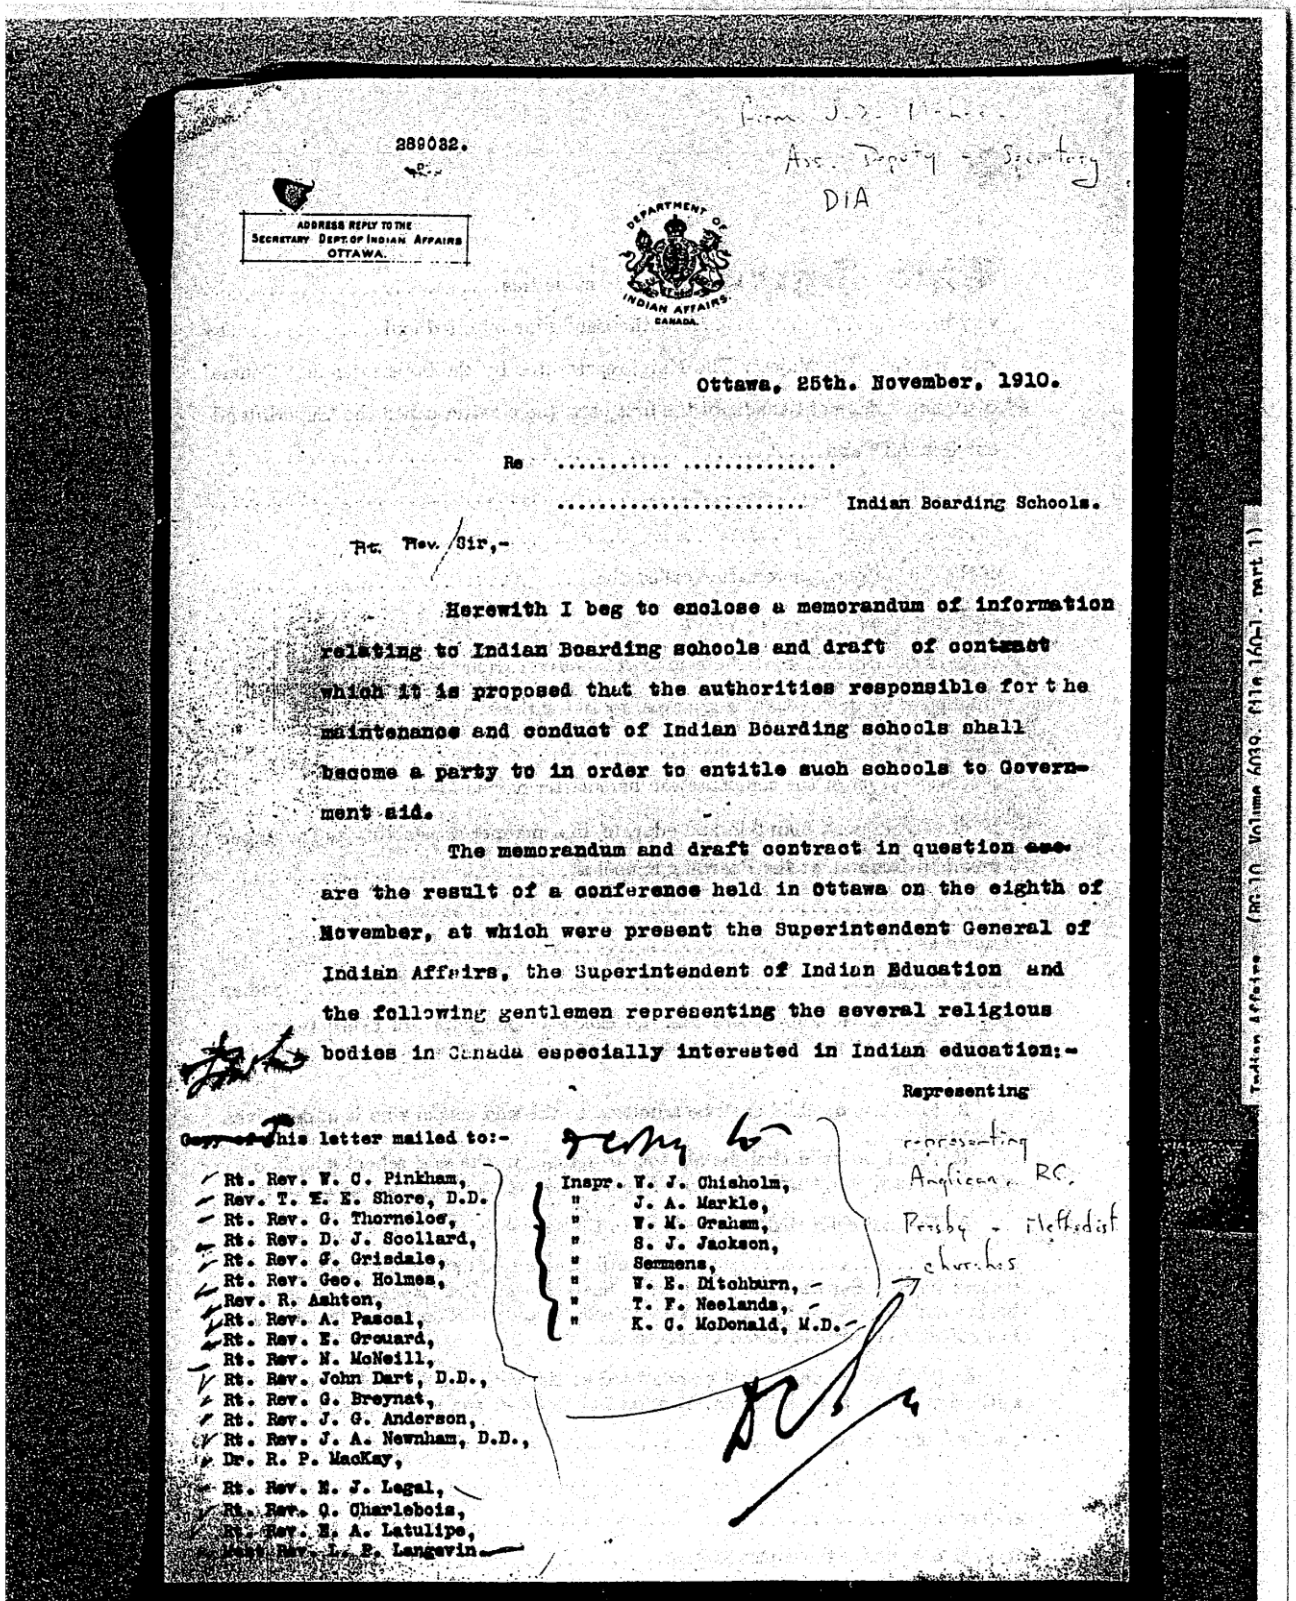 289032.
Ass. Deputy - Secretary
DIA
ADDRESS REPLY TO THE
SECRETARY DEPT. OF INDIAN AFFAIRS
OTTAWA.
DEPARTMENT OF
INDIAN AFFAIRS.
CANADA.
Ottawa, 25th. November, 1910.
Re ........... ............. .
........................ Indian Boarding Schools.
Rt. Rev./Sir,-
Herewith I beg to enclose a memorandum of information
relating to Indian Boarding schools and draft of contract
which it is proposed that the authorities responsible for the
maintenance and conduct of Indian Boarding schools shall
become a party to in order to entitle such schools to Govern-
ment aid.
The memorandum and draft contract in question are
are the result of a conference held in Ottawa on the eighth of
November, at which were present the Superintendent General of
Indian Affairs, the Superintendent of Indian Education and
the following gentlemen representing the several religious
bodies in Canada especially interested in Indian education:-
Representing
Copy of This letter mailed to:-
Rt. Rev. W. C. Pinkham,
Rev. T. E. E. Shore, D.D.
Rt. Rev. G. Thorneloe,
Rt. Rev. D. J. Scollard,
Rt. Rev. G. Grisdale,
Rt. Rev. Geo. Holmes,
Rev. R. Ashton,
Rt. Rev. A. Pascal,
Rt. Rev. E. Grouard,
Rt. Rev. N. McNeill,
Rt. Rev. John Dart, D.D.,
Rt. Rev. G. Breynat,
Rt. Rev. J. G. Anderson,
Rt. Rev. J. A. Newnham, D.D.,
Dr. R. P. MacKay,
Rt. Rev. E. J. Legal,
Rt. Rev. O. Charlebois,
Rt. Rev. E. A. Latulipe,
Most Rev. L. P. Langevin.
to
Inspr. W. J. Chisholm,
" J. A. Markle,
" W. M. Graham,
" S. J. Jackson,
" Semmens,
" W. E. Ditchburn,
" T. F. Neelands,
" K. C. McDonald, M.D.
representing
Anglican, RC.
Presby - Methodist
churches
Indian Affairs. (RG 10, Volume 6039, file 160-1, part 1)